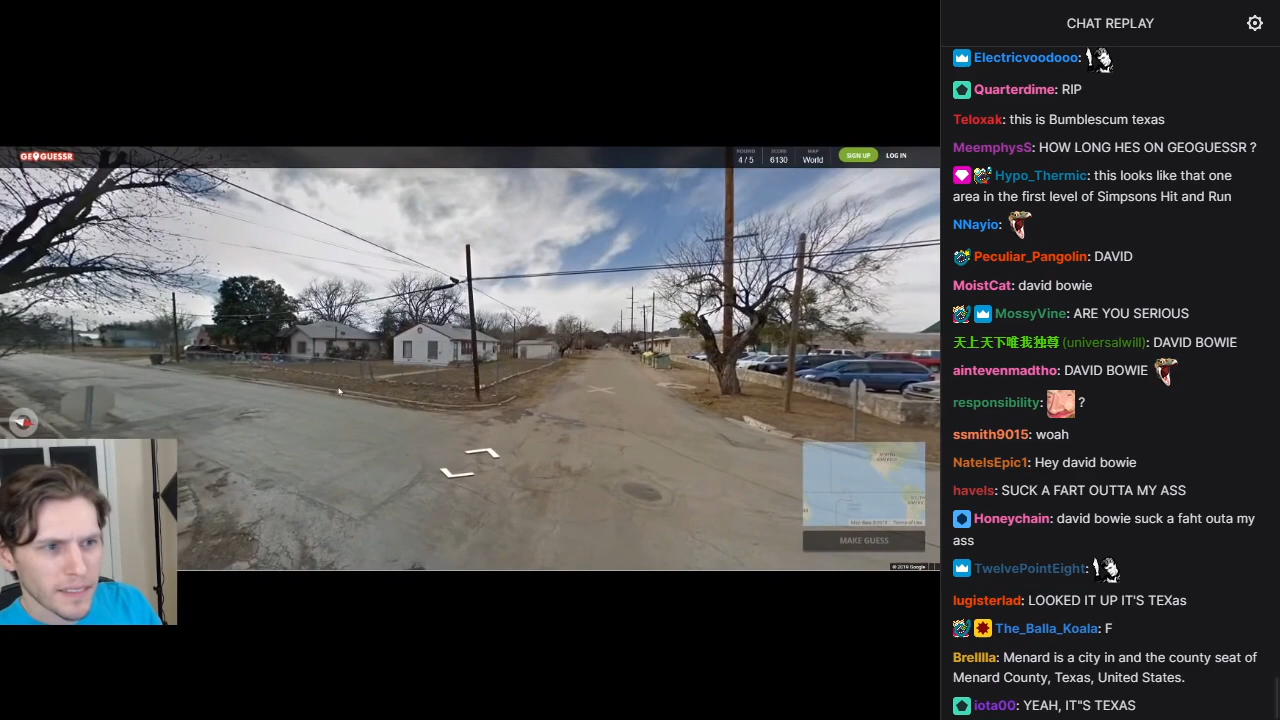 CHAT REPLAY
Electricvoodooo:
Quarterdime: RIP
Teloxak: this is Bumblescum texas
MeemphysS: HOW LONG HES ON GEOGUESSR ?
Hypo_Thermic: this looks like that one
area in the first level of Simpsons Hit and Run
NNayio:
Peculiar_Pangolin: DAVID
MoistCat: david bowie
MossyVine: ARE YOU SERIOUS
天上天下唯我独尊 (universalwill): DAVID BOWIE
aintevenmadtho: DAVID BOWIE
responsibility: ?
ssmith9015: woah
NateIsEpic1: Hey david bowie
havels: SUCK A FART OUTTA MY ASS
Honeychain: david bowie suck a faht outa my
ass
TwelvePointEight:
lugisterlad: LOOKED IT UP IT'S TEXas
The_Balla_Koala: F
Brelllla: Menard is a city in and the county seat of
Menard County, Texas, United States.
iota00: YEAH, IT"S TEXAS
GEOGUESSR
ROUND SCORE MAP
4 / 5 6130 World SIGN UP LOG IN
MAKE GUESS
© 2018 Google